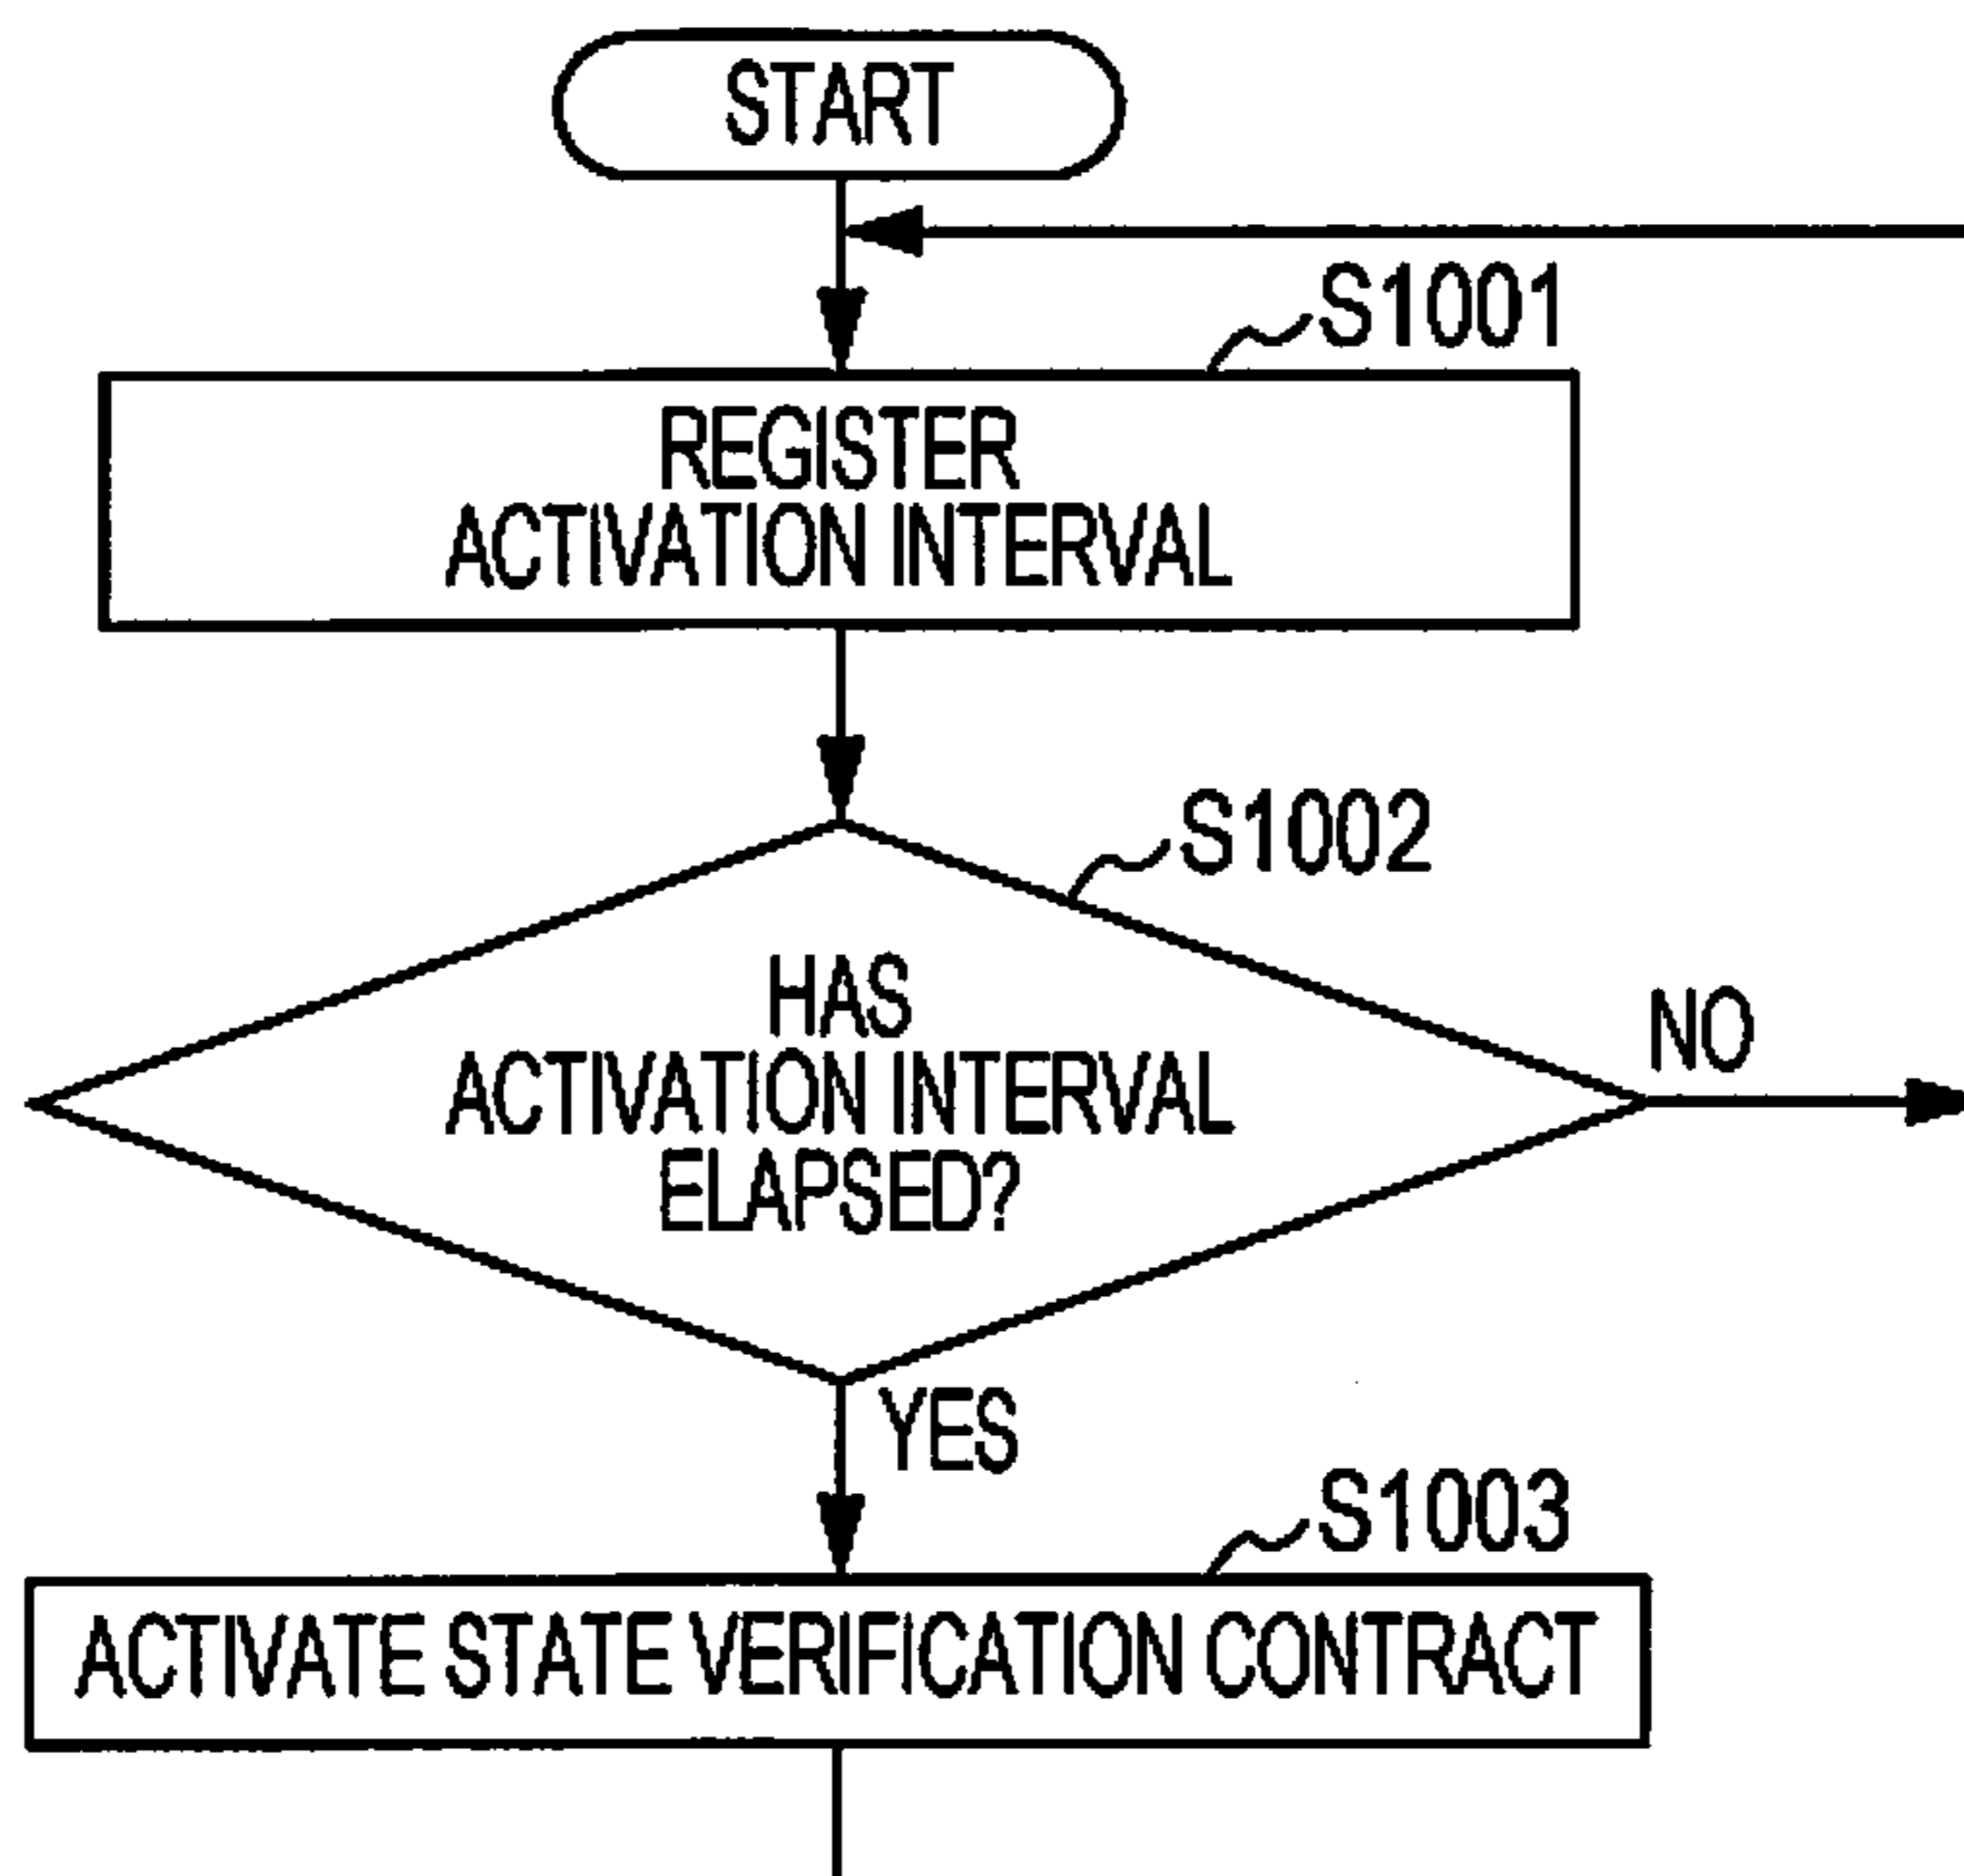 START
S1001
REGISTER
ACTIVATION INTERVAL
S1002
HAS
ACTIVATION INTERVAL
ELAPSED?
NO
YES
S1003
ACTIVATE STATE VERIFICATION CONTRACT